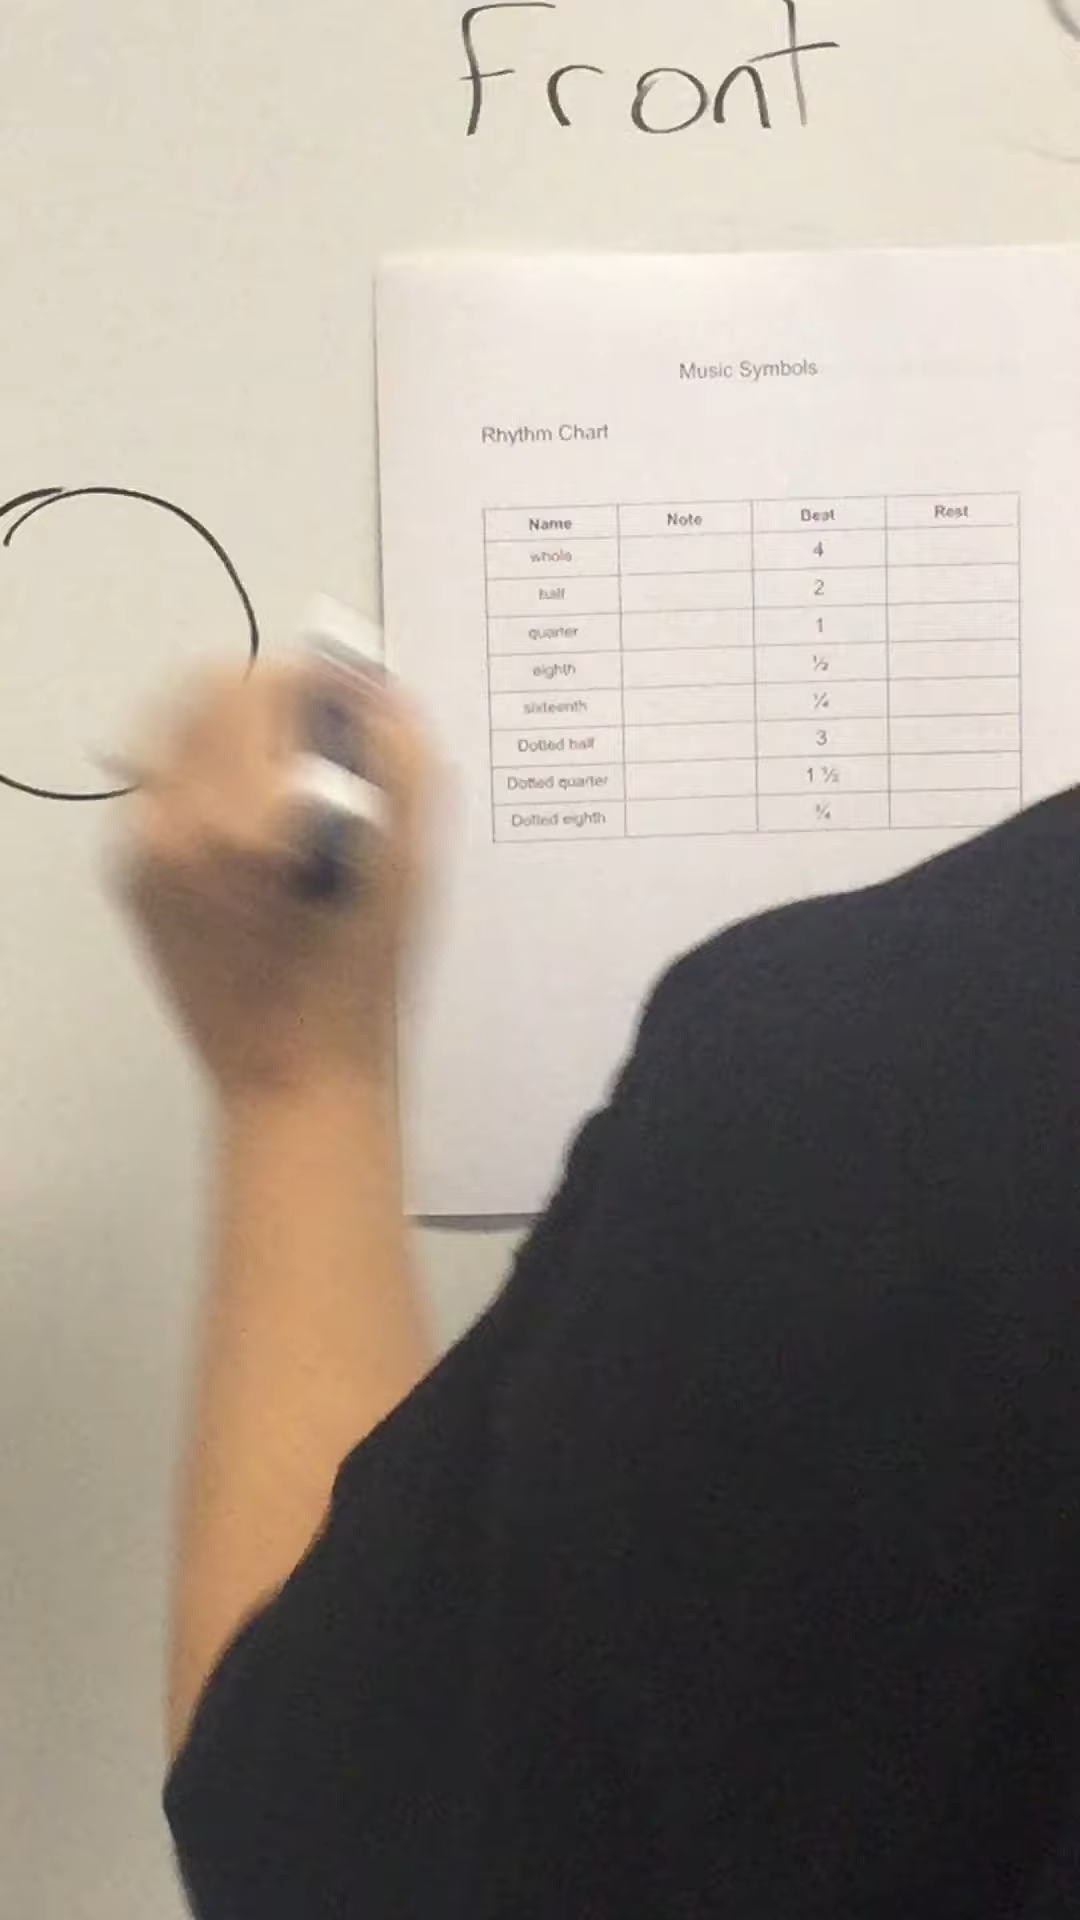 Front
Music Symbols
Rhythm Chart
Name Note Beat Rest
whole 4
half 2
quarter 1
eighth ½
sixteenth ¼
Dotted half 3
Dotted quarter 1 ½
Dotted eighth ¾